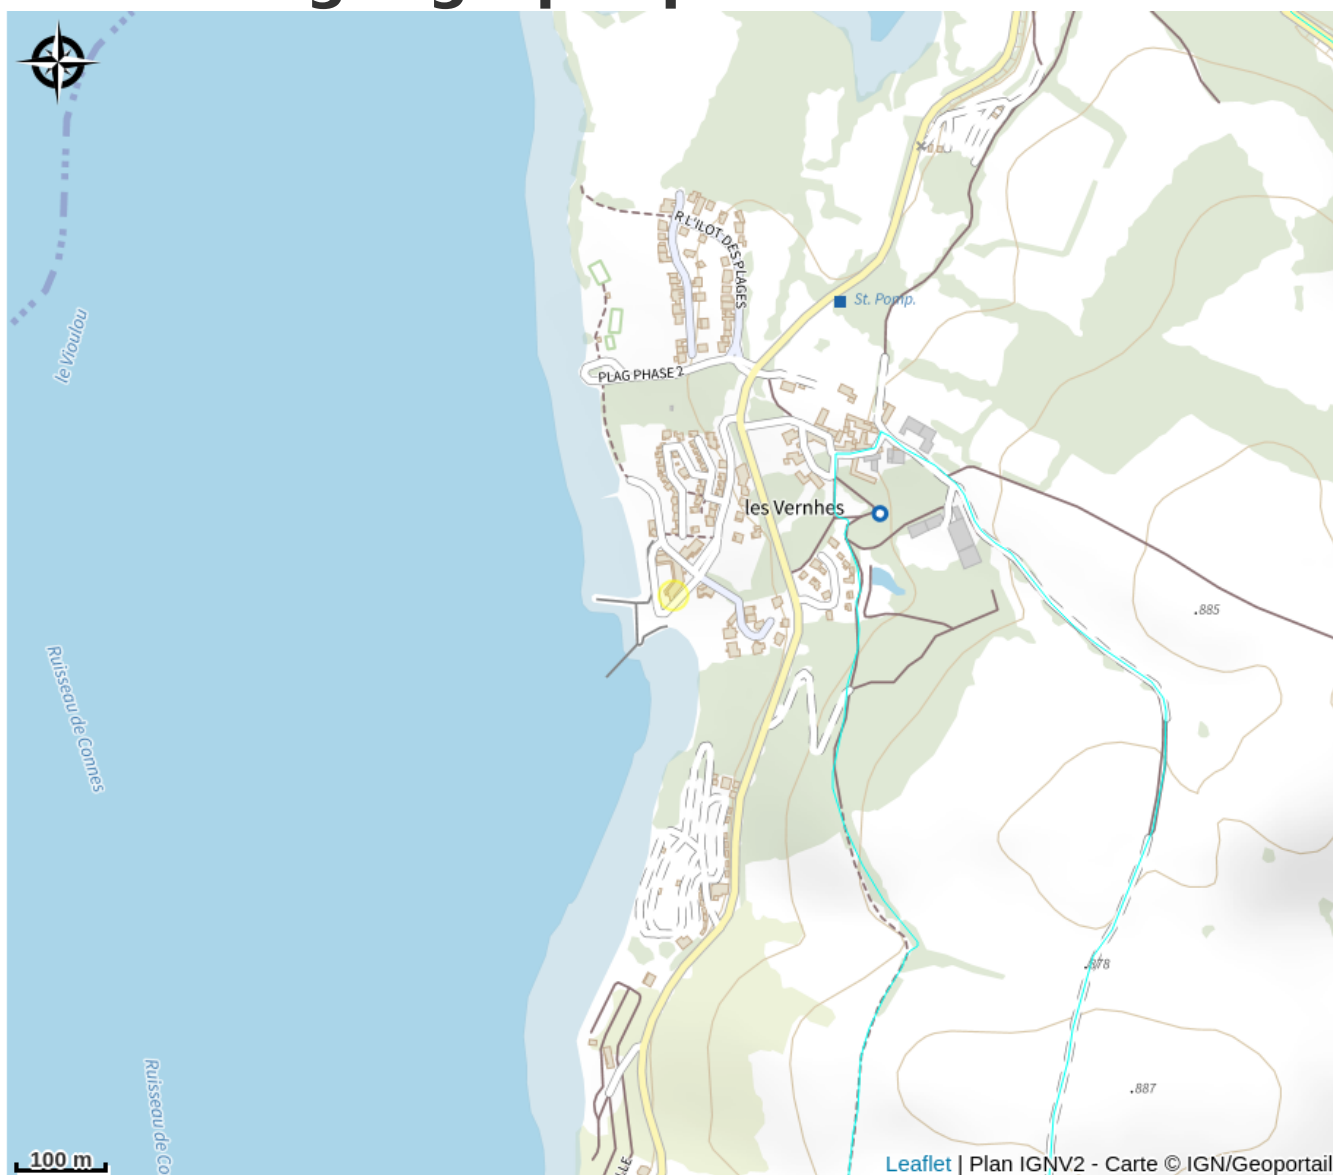 R L'ILOT DES PLAGES
St. Pomp.
le Vioulou
PLAG PHASE 2
les Vernhes
.885
Ruisseau de Connes
.878
Ruisseau de Co
.887
100 m
Leaflet | Plan IGNV2 - Carte © IGN/Geoportail